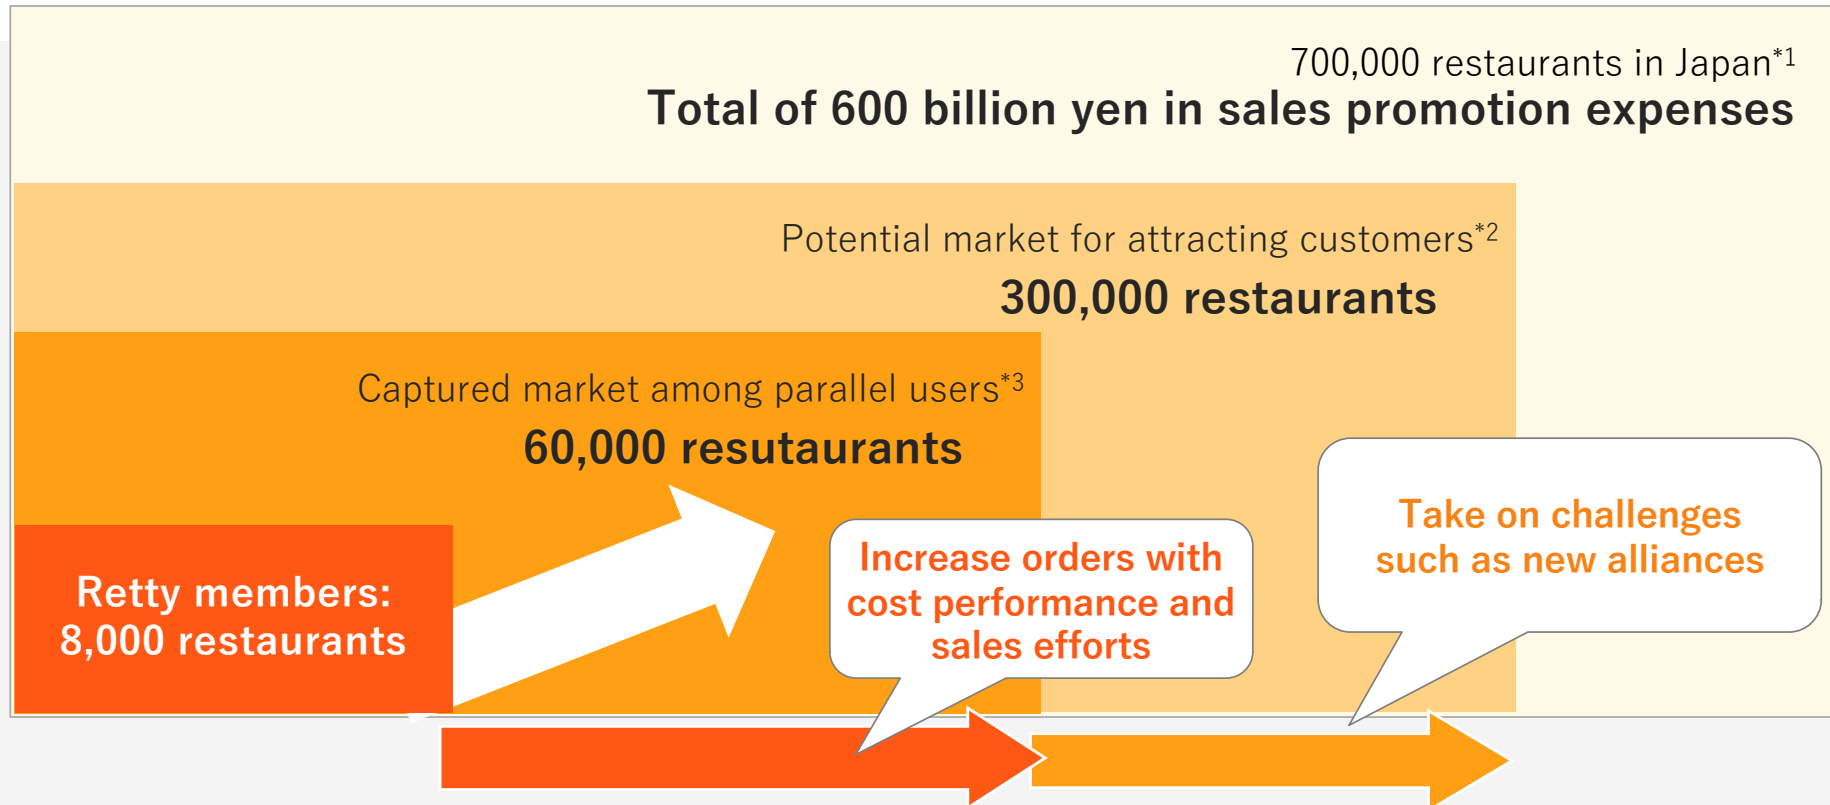 700,000 restaurants in Japan*1
Total of 600 billion yen in sales promotion expenses
Potential market for attracting customers*2
300,000 restaurants
Captured market among parallel users*3
60,000 resutaurants
Retty members:
8,000 restaurants
Increase orders with
cost performance and
sales efforts
Take on challenges
such as new alliances